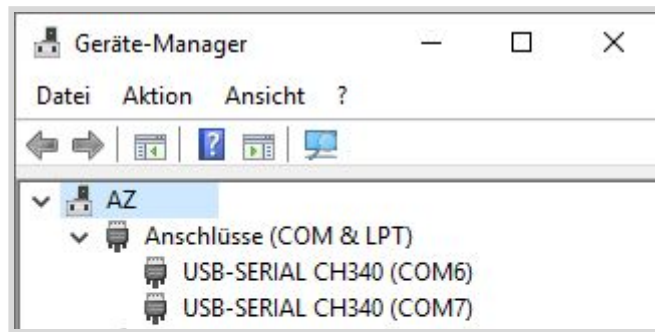 Geräte-Manager
Datei Aktion Ansicht ?
AZ
Anschlüsse (COM & LPT)
USB-SERIAL CH340 (COM6)
USB-SERIAL CH340 (COM7)